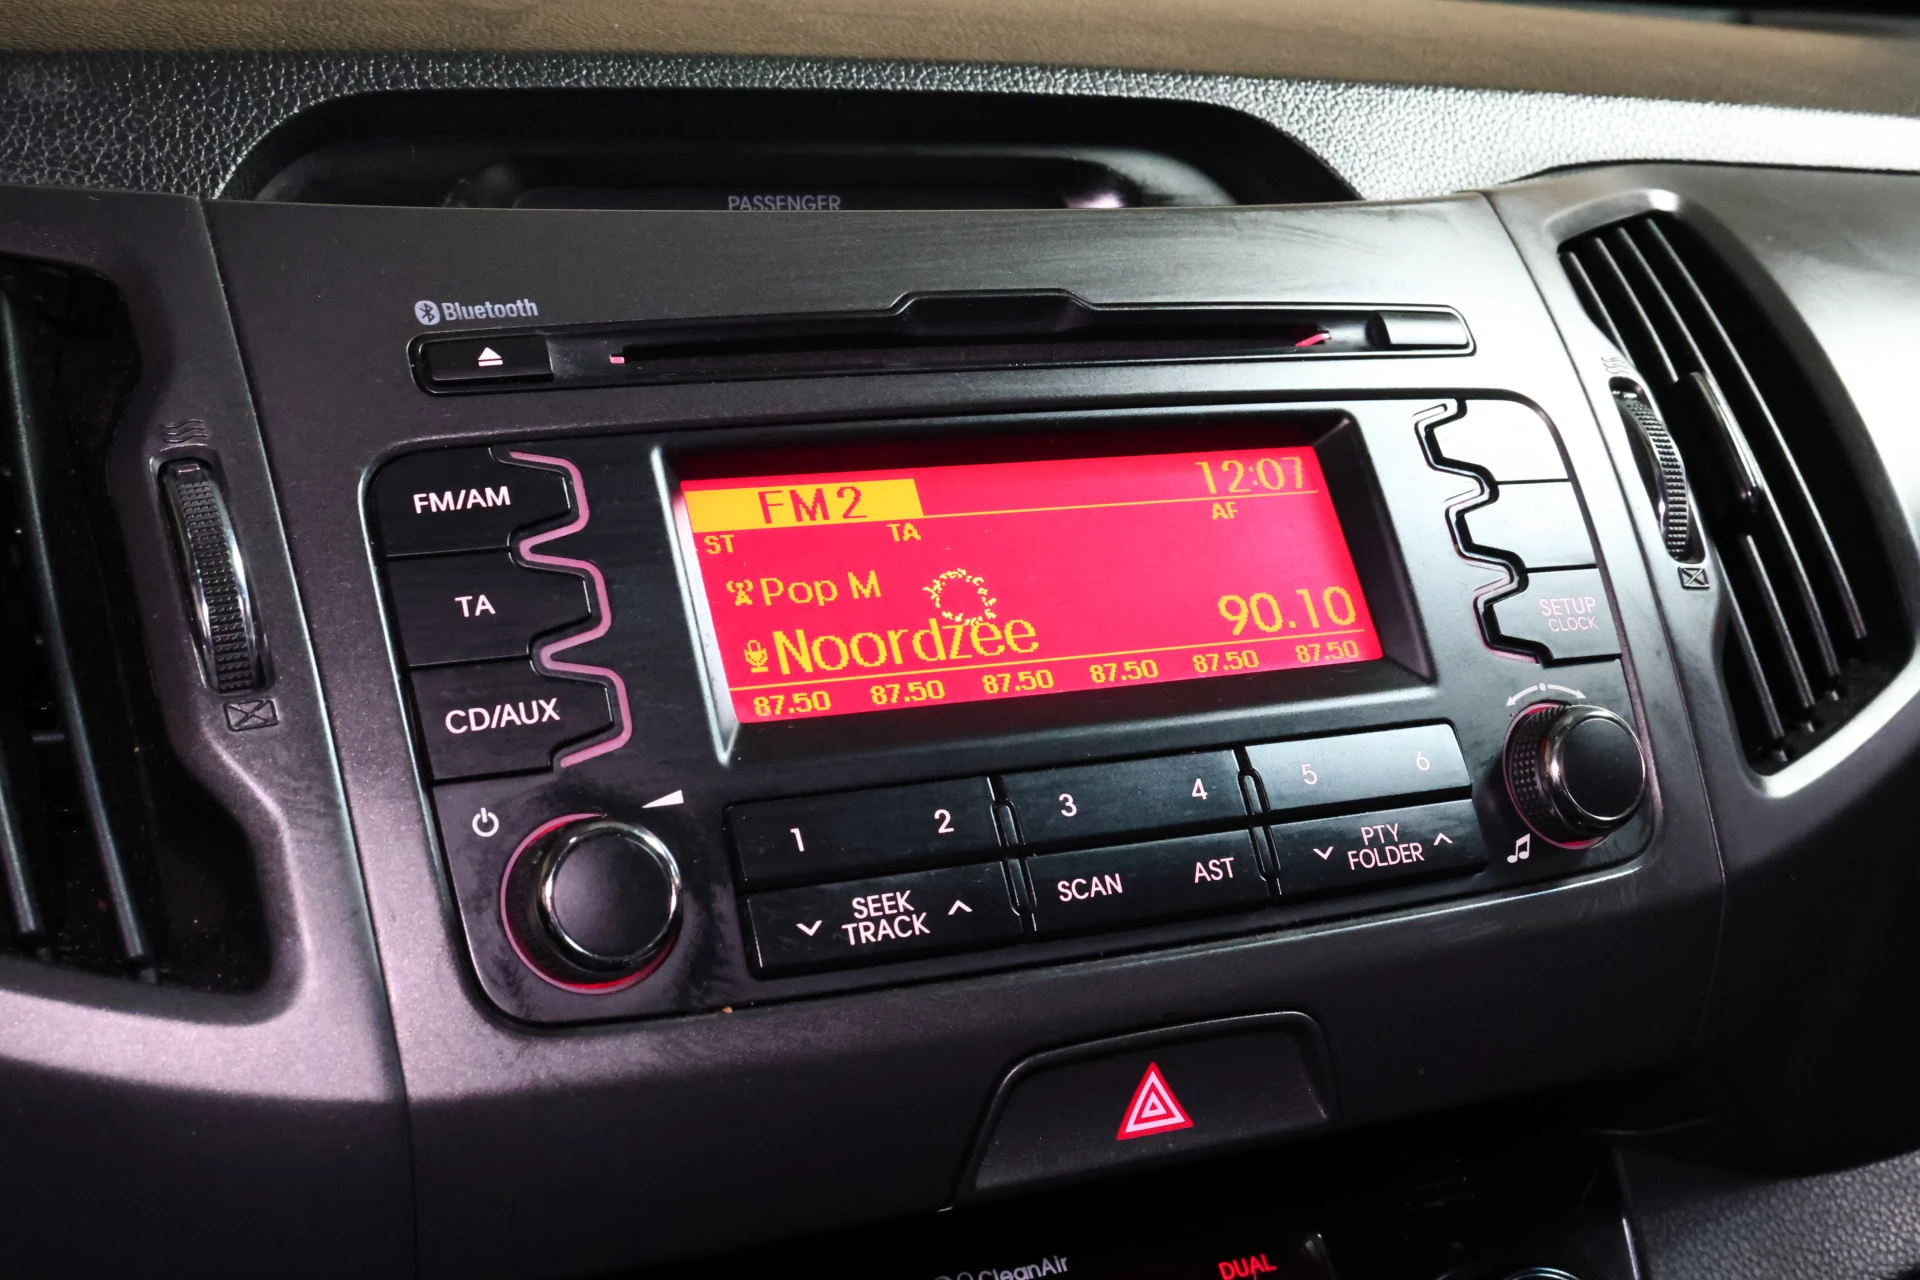 PASSENGER
Bluetooth
FM/AM
TA
CD/AUX
FM2
12:07
ST
TA
AF
Pop M
Noordzee
90.10
87.50 87.50 87.50 87.50 87.50 87.50
SETUP
CLOCK
1 2 3 4 5 6
SEEK
TRACK
SCAN
AST
PTY
FOLDER
CleanAir
DUAL